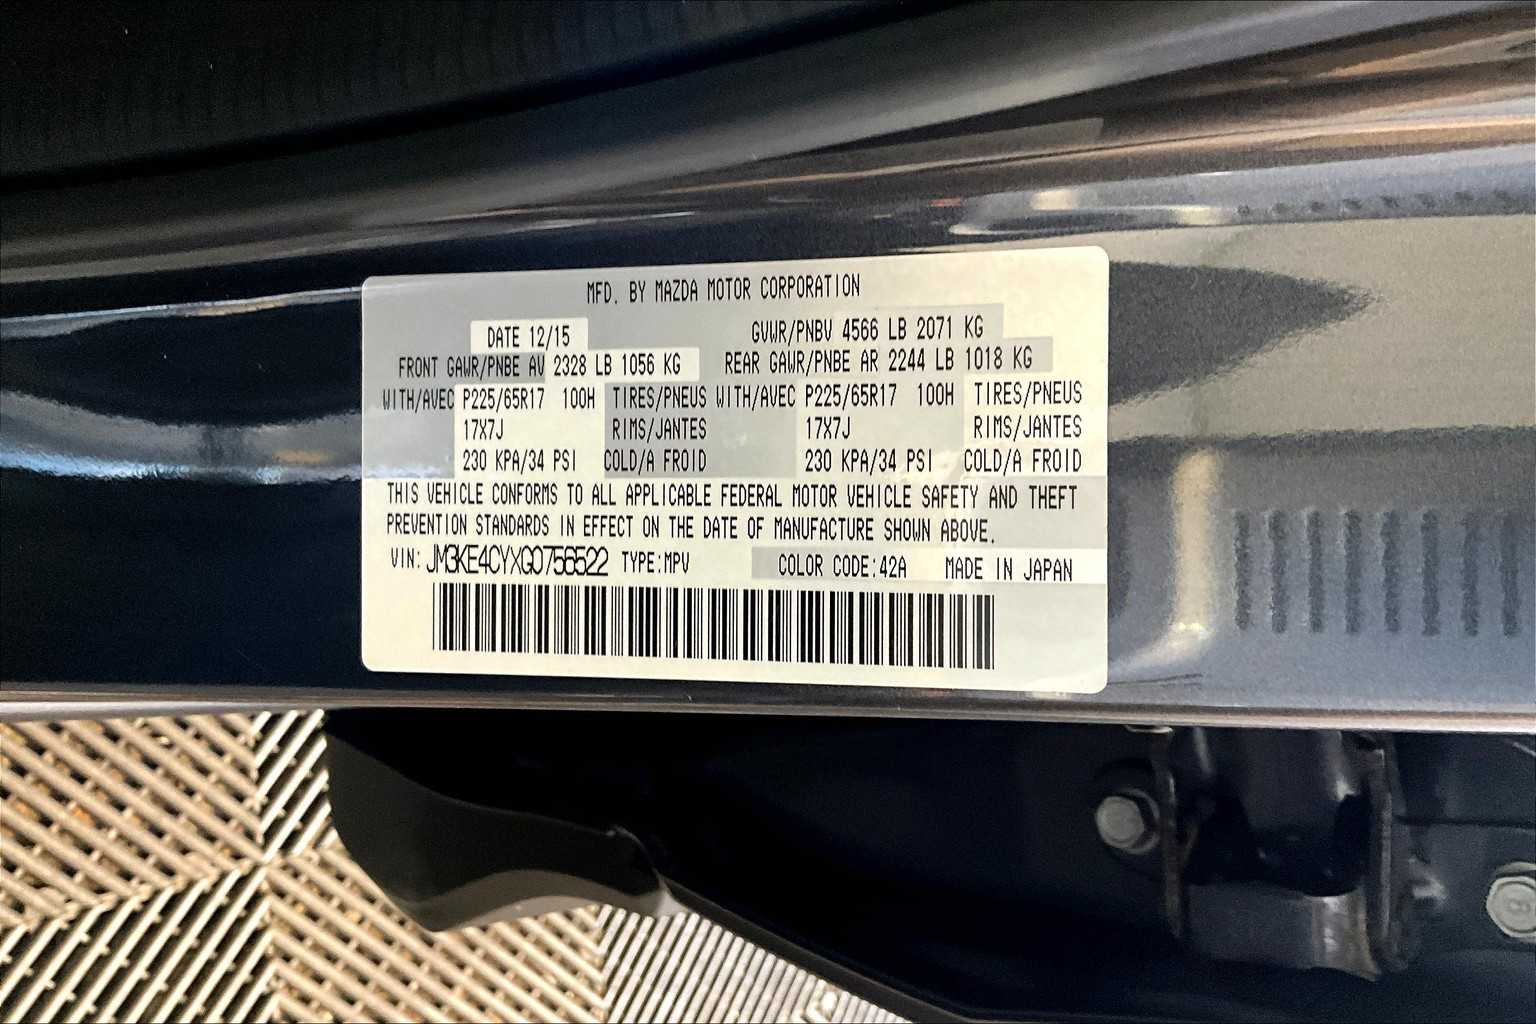 MFD. BY MAZDA MOTOR CORPORATION
DATE 12/15 GVWR/PNBV 4566 LB 2071 KG
FRONT GAWR/PNBE AV 2328 LB 1056 KG REAR GAWR/PNBE AR 2244 LB 1018 KG
WITH/AVEC P225/65R17 100H TIRES/PNEUS WITH/AVEC P225/65R17 100H TIRES/PNEUS
17X7J RIMS/JANTES 17X7J RIMS/JANTES
230 KPA/34 PSI COLD/A FROID 230 KPA/34 PSI COLD/A FROID
THIS VEHICLE CONFORMS TO ALL APPLICABLE FEDERAL MOTOR VEHICLE SAFETY AND THEFT
PREVENTION STANDARDS IN EFFECT ON THE DATE OF MANUFACTURE SHOWN ABOVE.
VIN: JM3KE4CYXG0756522 TYPE:MPV COLOR CODE:42A MADE IN JAPAN
8